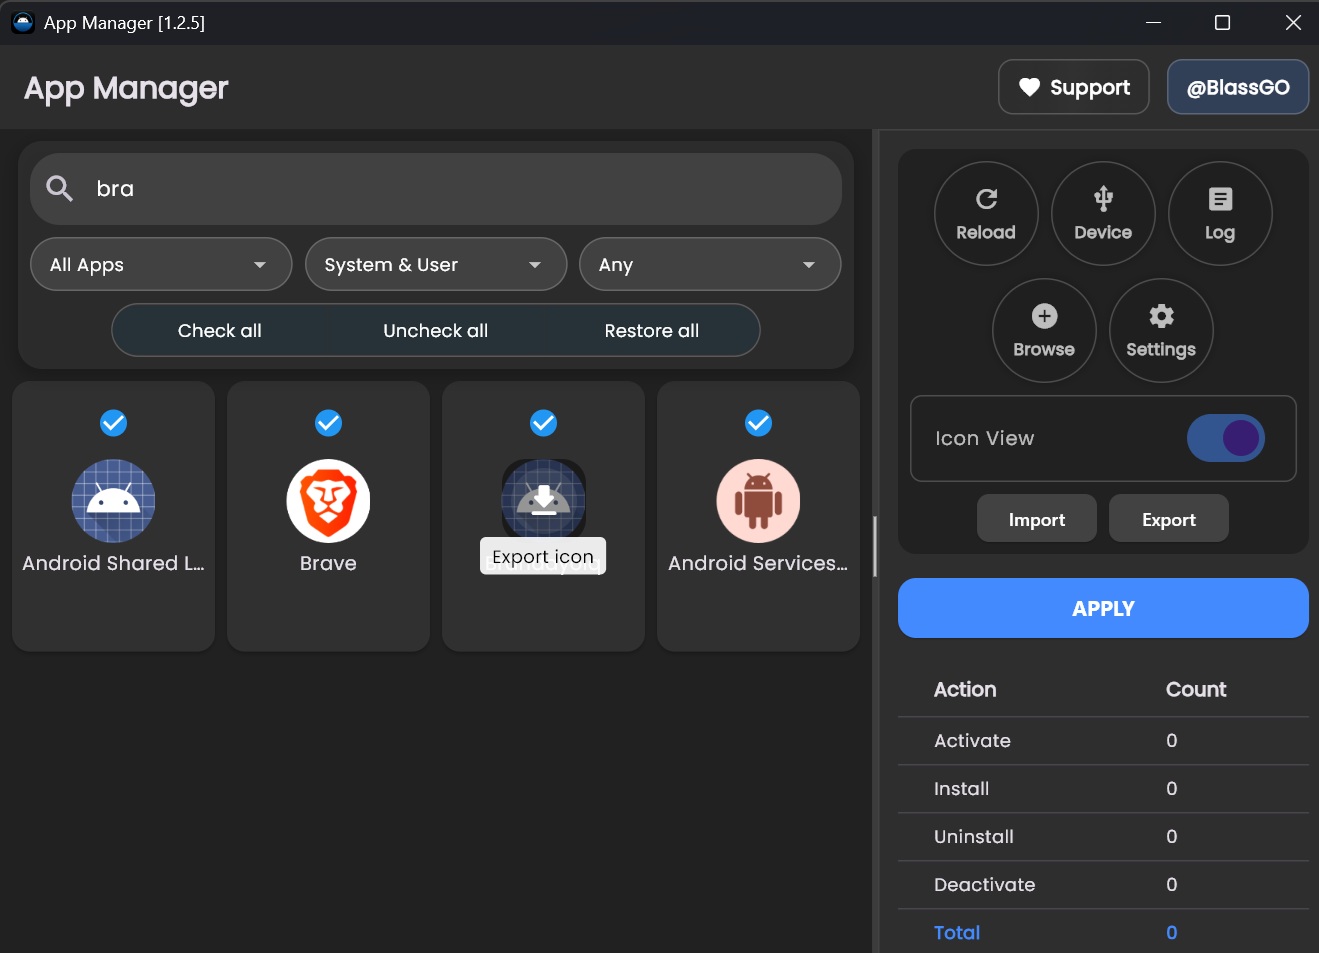 App Manager [1.2.5]
App Manager
Support
@BlassGO
bra
All Apps
System & User
Any
Check all
Uncheck all
Restore all
Android Shared L...
Brave
Export icon
Android Services...
Reload
Device
Log
Browse
Settings
Icon View
Import
Export
APPLY
Action Count
Activate 0
Install 0
Uninstall 0
Deactivate 0
Total 0